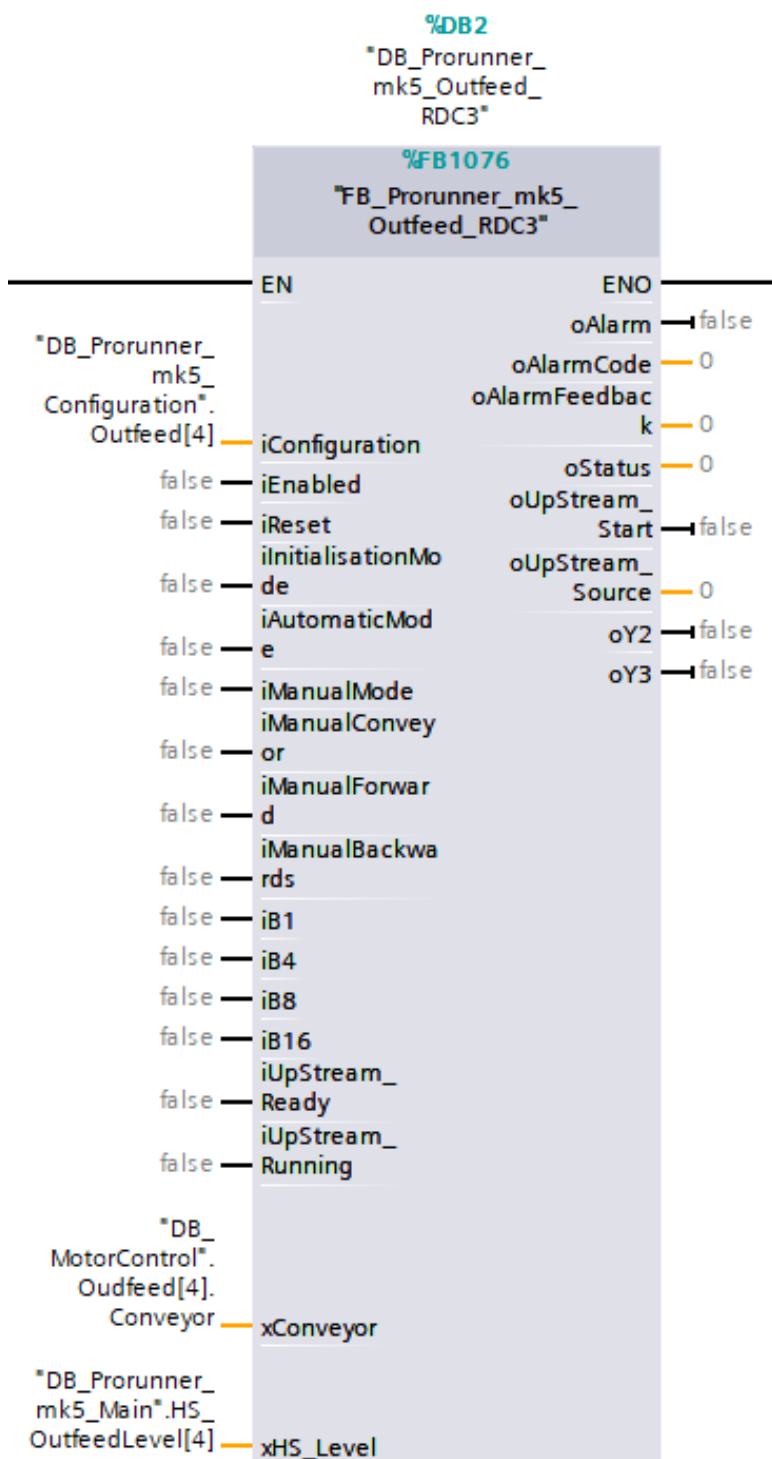 %DB2
"DB_Prorunner_
mk5_Outfeed_
RDC3"
%FB1076
"FB_Prorunner_mk5_
Outfeed_RDC3"
EN
ENO
oAlarm
false
oAlarmCode
0
oAlarmFeedbac
k
0
oStatus
0
oUpStream_
Start
false
oUpStream_
Source
0
oY2
false
oY3
false
"DB_Prorunner_
mk5_
Configuration".
Outfeed[4]
iConfiguration
false
iEnabled
false
iReset
iInitialisationMo
false
de
iAutomaticMod
false
e
false
iManualMode
iManualConvey
false
or
iManualForwar
false
d
iManualBackwa
false
rds
false
iB1
false
iB4
false
iB8
false
iB16
iUpStream_
false
Ready
iUpStream_
false
Running
"DB_
MotorControl".
Oudfeed[4].
Conveyor
xConveyor
"DB_Prorunner_
mk5_Main".HS_
OutfeedLevel[4]
xHS_Level